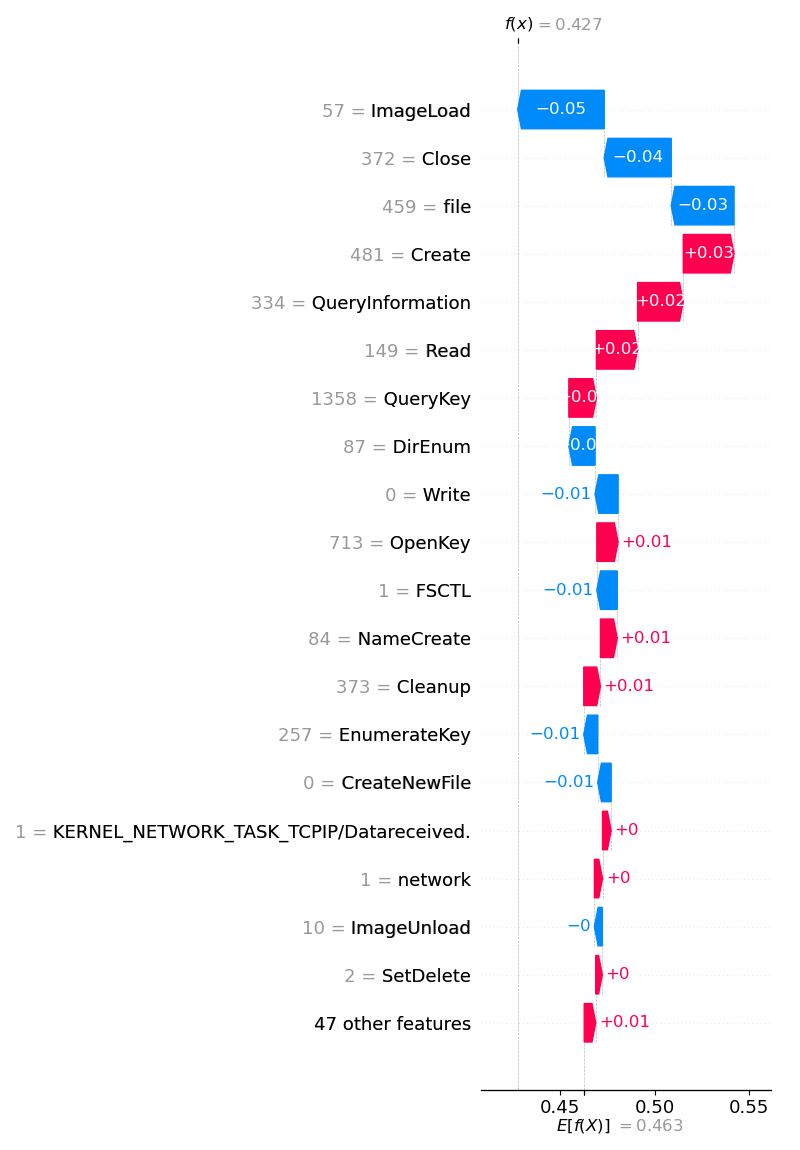 f(x) = 0.427
57 = ImageLoad −0.05
372 = Close −0.04
459 = file −0.03
481 = Create +0.03
334 = QueryInformation +0.02
149 = Read +0.02
1358 = QueryKey
87 = DirEnum
0 = Write −0.01
713 = OpenKey +0.01
1 = FSCTL −0.01
84 = NameCreate +0.01
373 = Cleanup +0.01
257 = EnumerateKey −0.01
0 = CreateNewFile −0.01
1 = KERNEL_NETWORK_TASK_TCPIP/Datareceived. +0
1 = network +0
10 = ImageUnload −0
2 = SetDelete +0
47 other features +0.01
0.45 0.50 0.55
E[f(X)] = 0.463